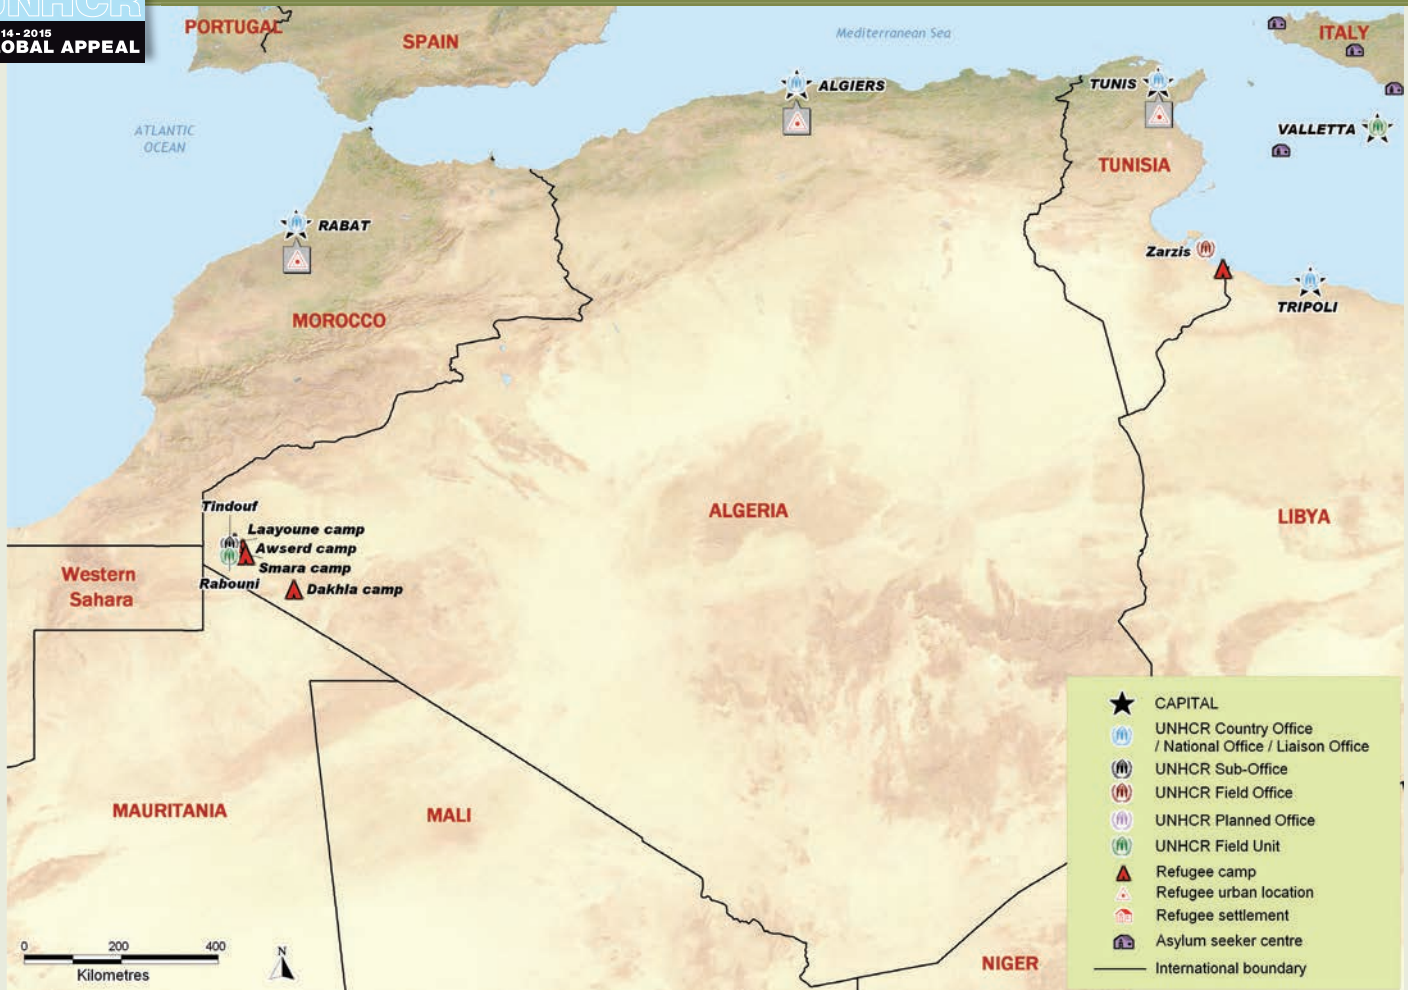 UNHCR
14 - 2015
OBAL APPEAL
PORTUGAL
SPAIN
Mediterranean Sea
ITALY
ALGIERS
TUNIS
ATLANTIC
OCEAN
VALLETTA
TUNISIA
RABAT
Zarzis
TRIPOLI
MOROCCO
Tindouf
ALGERIA
LIBYA
Laayoune camp
Awserd camp
Smara camp
Western
Sahara
Rabouni
Dakhla camp
MAURITANIA
MALI
NIGER
CAPITAL
UNHCR Country Office
/ National Office / Liaison Office
UNHCR Sub-Office
UNHCR Field Office
UNHCR Planned Office
UNHCR Field Unit
Refugee camp
Refugee urban location
Refugee settlement
Asylum seeker centre
International boundary
0 200 400
Kilometres
N